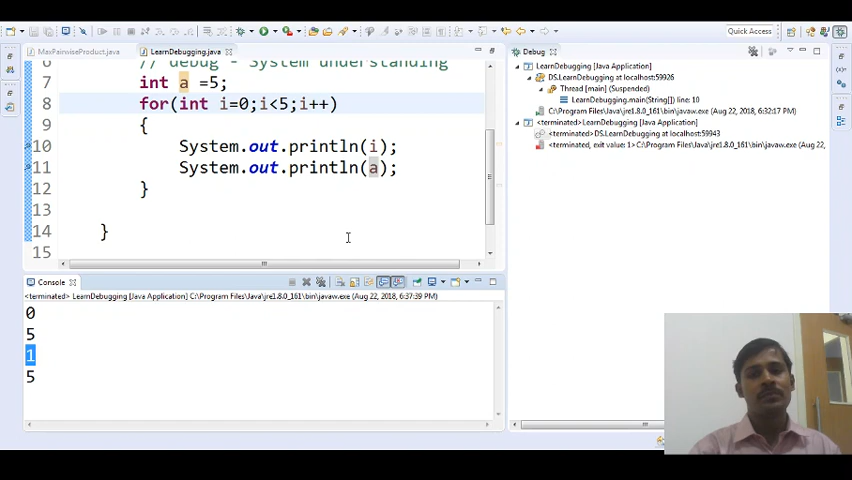 Quick Access
MaxPairwiseProduct.java
LearnDebugging.java
Debug
6 // debug - System understanding
7 int a =5;
8 for(int i=0;i<5;i++)
9 {
10 System.out.println(i);
11 System.out.println(a);
12 }
13
14 }
15
LearnDebugging [Java Application]
DS.LearnDebugging at localhost:59926
Thread [main] (Suspended)
LearnDebugging.main(String[]) line: 10
C:\Program Files\Java\jre1.8.0_161\bin\javaw.exe (Aug 22, 2018, 6:32:17 PM)
<terminated> LearnDebugging [Java Application]
<terminated> DS.LearnDebugging at localhost:59943
<terminated, exit value: 1> C:\Program Files\Java\jre1.8.0_161\bin\javaw.exe (Aug 22,
Console
<terminated> LearnDebugging [Java Application] C:\Program Files\Java\jre1.8.0_161\bin\javaw.exe (Aug 22, 2018, 6:37:39 PM)
0
5
1
5